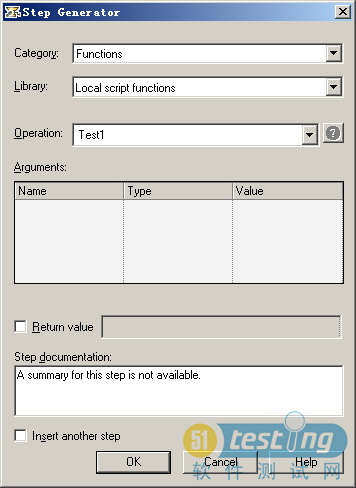 Step Generator
Category: Functions
Library: Local script functions
Operation: Test1
?
Arguments:
Name Type Value
Return value
Step documentation:
A summary for this step is not available.
Insert another step
51 testing
软件测试网
OK Cancel Help